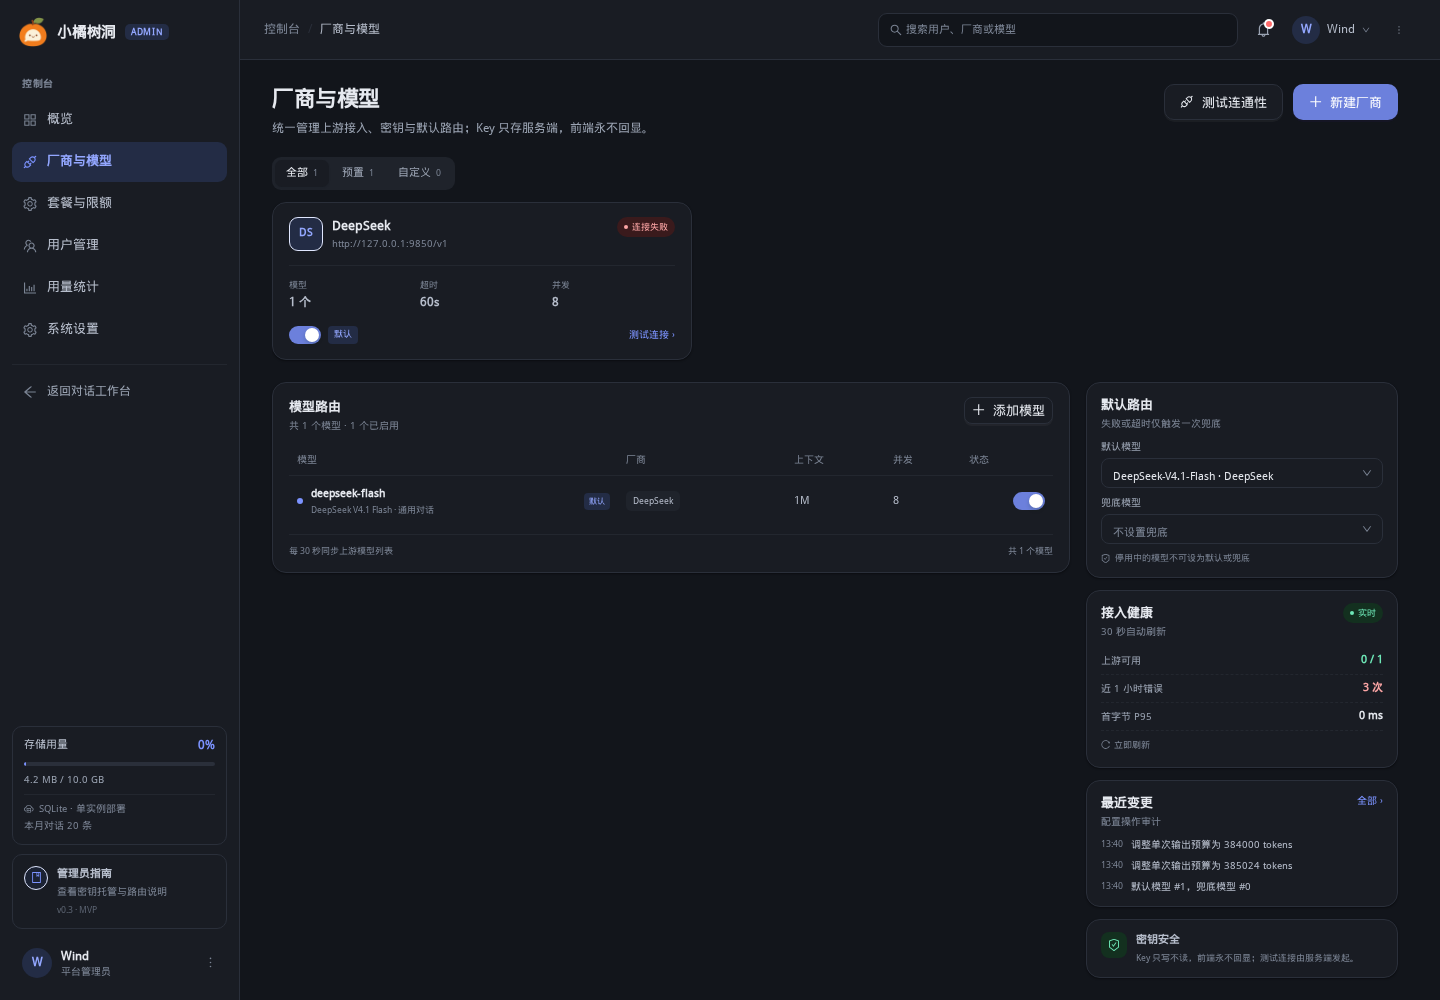 小橘树洞 ADMIN
控制台
概览
厂商与模型
套餐与限额
用户管理
用量统计
系统设置
返回对话工作台
存储用量 0%
4.2 MB / 10.0 GB
SQLite · 单实例部署
本月对话 20 条
管理员指南
查看密钥托管与路由说明
v0.3 · MVP
W Wind
平台管理员
控制台 / 厂商与模型
搜索用户、厂商或模型
W Wind
厂商与模型
统一管理上游接入、密钥与默认路由；Key 只存服务端，前端永不回显。
测试连通性
新建厂商
全部 1 预置 1 自定义 0
DS DeepSeek
http://127.0.0.1:9850/v1
连接失败
模型 超时 并发
1 个 60s 8
默认 测试连接 ›
模型路由
共 1 个模型 · 1 个已启用
添加模型
模型 厂商 上下文 并发 状态
deepseek-flash
DeepSeek V4.1 Flash · 通用对话
默认 DeepSeek 1M 8
每 30 秒同步上游模型列表 共 1 个模型
默认路由
失败或超时仅触发一次兜底
默认模型
DeepSeek-V4.1-Flash · DeepSeek
兜底模型
不设置兜底
停用中的模型不可设为默认或兜底
接入健康 实时
30 秒自动刷新
上游可用 0 / 1
近 1 小时错误 3 次
首字节 P95 0 ms
立即刷新
最近变更 全部 ›
配置操作审计
13:40 调整单次输出预算为 384000 tokens
13:40 调整单次输出预算为 385024 tokens
13:40 默认模型 #1，兜底模型 #0
密钥安全
Key 只写不读，前端永不回显；测试连接由服务端发起。